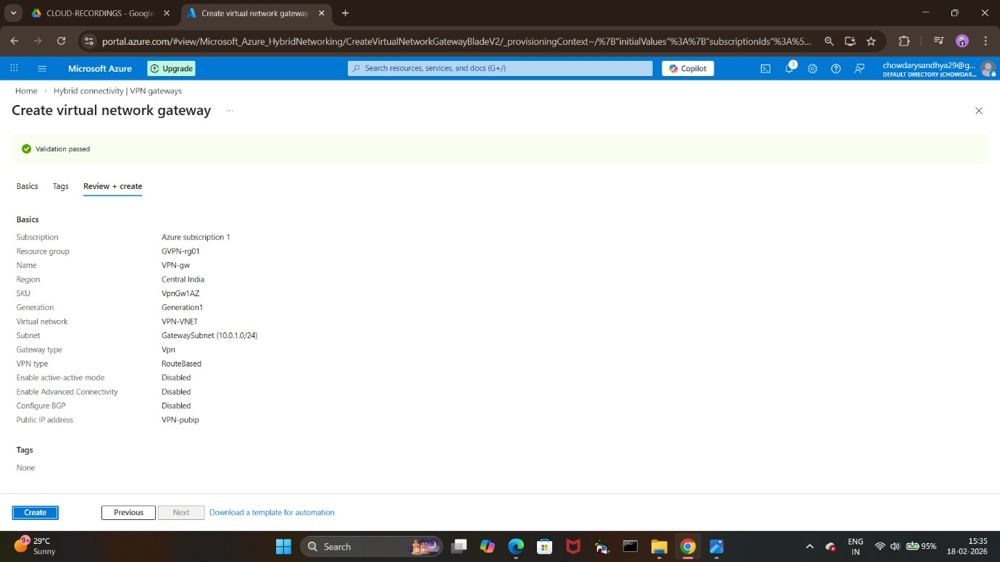 CLOUD-RECORDINGS - Google
Create virtual network gateway
portal.azure.com/#view/Microsoft_Azure_HybridNetworking/CreateVirtualNetworkGatewayBladeV2/_provisioningContext~/%7B"initialValues"%3A%7B"subscriptionIds"%3A%5...
Microsoft Azure
Upgrade
Search resources, services, and docs (G+/)
Copilot
3
chowdarysandhya29@g...
DEFAULT DIRECTORY (CHOWDAR...
Home > Hybrid connectivity | VPN gateways
Create virtual network gateway ...
Validation passed
Basics Tags Review + create
Basics
Subscription Azure subscription 1
Resource group GVPN-rg01
Name VPN-gw
Region Central India
SKU VpnGw1AZ
Generation Generation1
Virtual network VPN-VNET
Subnet GatewaySubnet (10.0.1.0/24)
Gateway type Vpn
VPN type RouteBased
Enable active-active mode Disabled
Enable Advanced Connectivity Disabled
Configure BGP Disabled
Public IP address VPN-pubip
Tags
None
Create Previous Next Download a template for automation
9+
29°C
Sunny
Search
ENG
IN
95%
15:35
18-02-2026